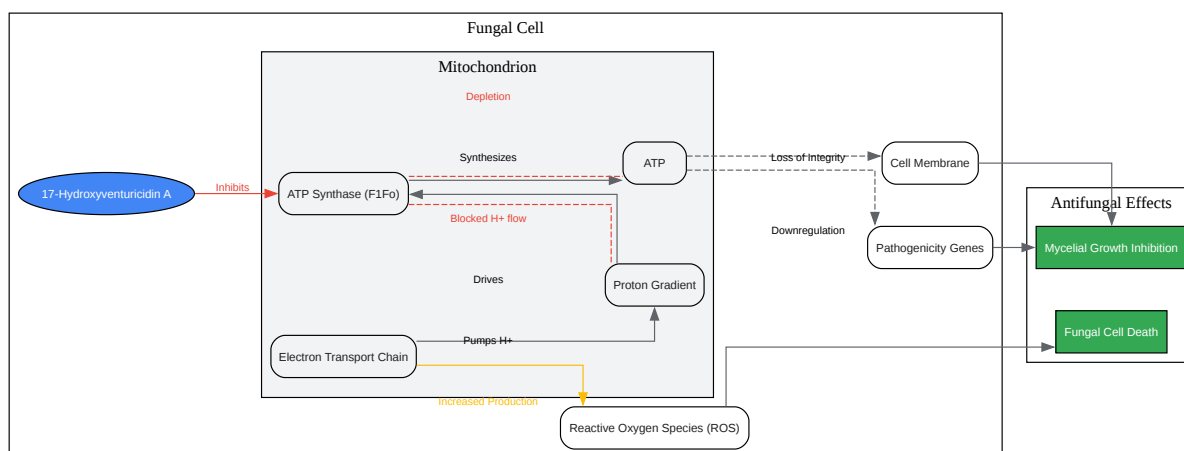 Fungal Cell
Mitochondrion
Depletion
Synthesizes
ATP
Loss of Integrity
Cell Membrane
17-Hydroxyventuricidin A
Inhibits
ATP Synthase (F1Fo)
Antifungal Effects
Blocked H+ flow
Downregulation
Pathogenicity Genes
Mycelial Growth Inhibition
Drives
Proton Gradient
Fungal Cell Death
Pumps H+
Electron Transport Chain
Increased Production
Reactive Oxygen Species (ROS)